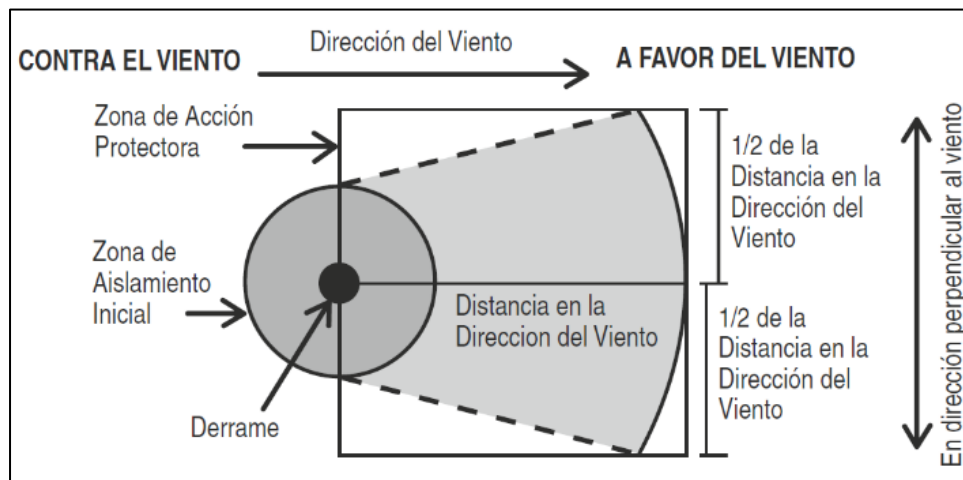 Dirección del Viento
CONTRA EL VIENTO
A FAVOR DEL VIENTO
Zona de Acción
Protectora
Zona de
Aislamiento
Inicial
Derrame
Distancia en la
Direccion del Viento
1/2 de la
Distancia en la
Dirección del
Viento
1/2 de la
Distancia en la
Dirección del
Viento
En dirección perpendicular al viento